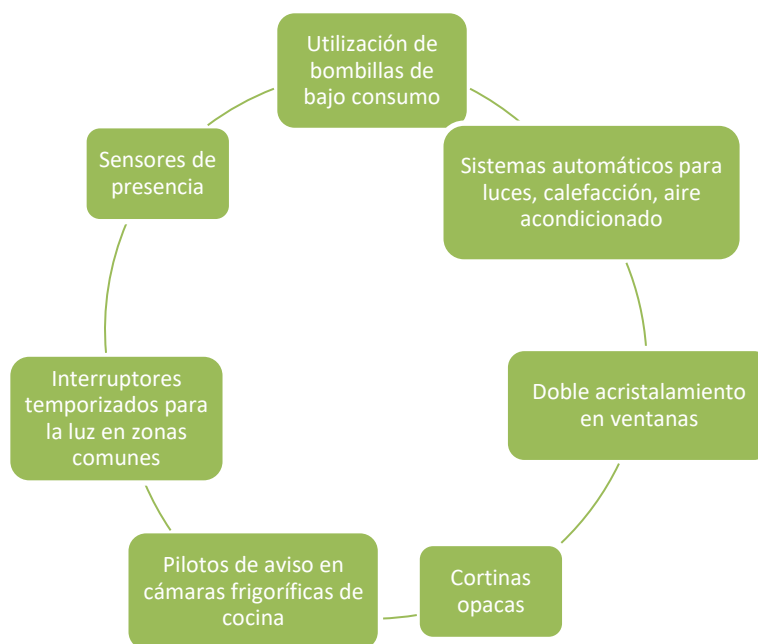 Utilización de
bombillas de
bajo consumo
Sistemas automáticos para
luces, calefacción, aire
acondicionado
Doble acristalamiento
en ventanas
Cortinas
opacas
Pilotos de aviso en
cámaras frigoríficas de
cocina
Interruptores
temporizados para
la luz en zonas
comunes
Sensores de
presencia